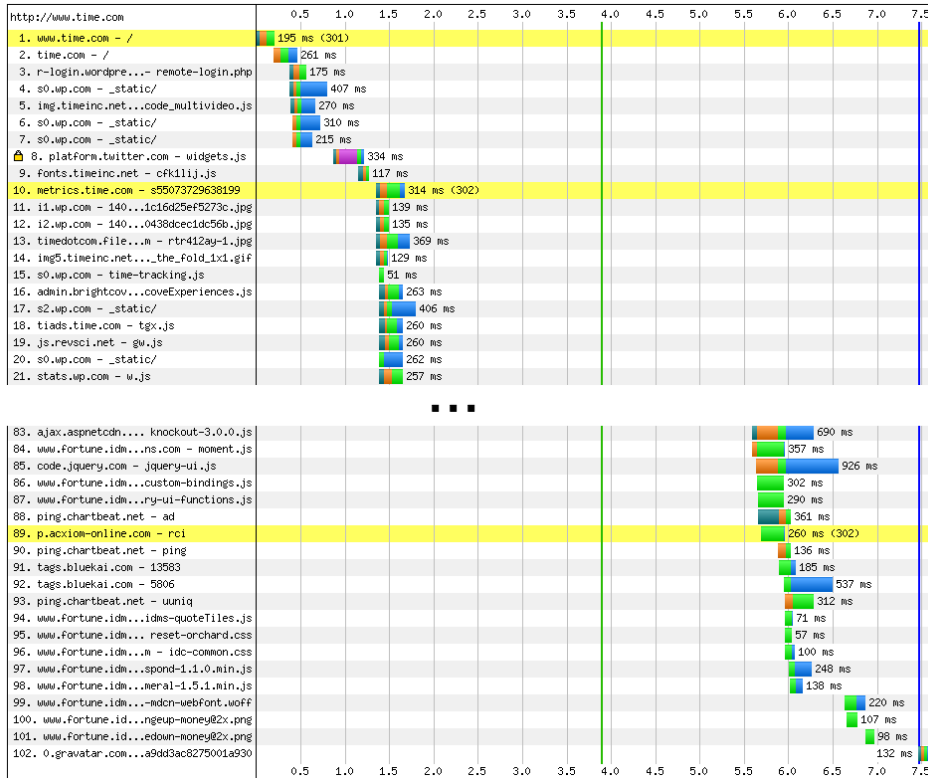 http://www.time.com 0.5 1.0 1.5 2.0 2.5 3.0 3.5 4.0 4.5 5.0 5.5 6.0 6.5 7.0 7.5
1. www.time.com - / 195 ms (301)
2. time.com - / 261 ms
3. r-login.wordpre...- remote-login.php 175 ms
4. s0.wp.com - _static/ 407 ms
5. img.timeinc.net...code_multivideo.js 270 ms
6. s0.wp.com - _static/ 310 ms
7. s0.wp.com - _static/ 215 ms
8. platform.twitter.com - widgets.js 334 ms
9. fonts.timeinc.net - cfk1lij.js 117 ms
10. metrics.time.com - s55073729638199 314 ms (302)
11. i1.wp.com - 140...1c16d25ef5273c.jpg 139 ms
12. i2.wp.com - 140...0438dcec1dc56b.jpg 135 ms
13. timedotcom.file...m - rtr412ay-1.jpg 369 ms
14. img5.timeinc.net..._the_fold_1x1.gif 129 ms
15. s0.wp.com - time-tracking.js 51 ms
16. admin.brightcov...coveExperiences.js 263 ms
17. s2.wp.com - _static/ 406 ms
18. tiads.time.com - tgx.js 260 ms
19. js.revsci.net - gw.js 260 ms
20. s0.wp.com - _static/ 262 ms
21. stats.wp.com - w.js 257 ms
...
83. ajax.aspnetcdn.... knockout-3.0.0.js 690 ms
84. www.fortune.idm...ns.com - moment.js 357 ms
85. code.jquery.com - jquery-ui.js 926 ms
86. www.fortune.idm...custom-bindings.js 302 ms
87. www.fortune.idm...ry-ui-functions.js 290 ms
88. ping.chartbeat.net - ad 361 ms
89. p.acxiom-online.com - rci 260 ms (302)
90. ping.chartbeat.net - ping 136 ms
91. tags.bluekai.com - 13583 185 ms
92. tags.bluekai.com - 5806 537 ms
93. ping.chartbeat.net - uuniq 312 ms
94. www.fortune.idm...idms-quoteTiles.js 71 ms
95. www.fortune.idm... reset-orchard.css 57 ms
96. www.fortune.idm...m - idc-common.css 100 ms
97. www.fortune.idm...spond-1.1.0.min.js 248 ms
98. www.fortune.idm...meral-1.5.1.min.js 138 ms
99. www.fortune.idm...-mdcn-webfont.woff 220 ms
100. www.fortune.id...ngeup-money@2x.png 107 ms
101. www.fortune.id...edown-money@2x.png 98 ms
102. 0.gravatar.com...a9dd3ac8275001a930 132 ms
0.5 1.0 1.5 2.0 2.5 3.0 3.5 4.0 4.5 5.0 5.5 6.0 6.5 7.0 7.5